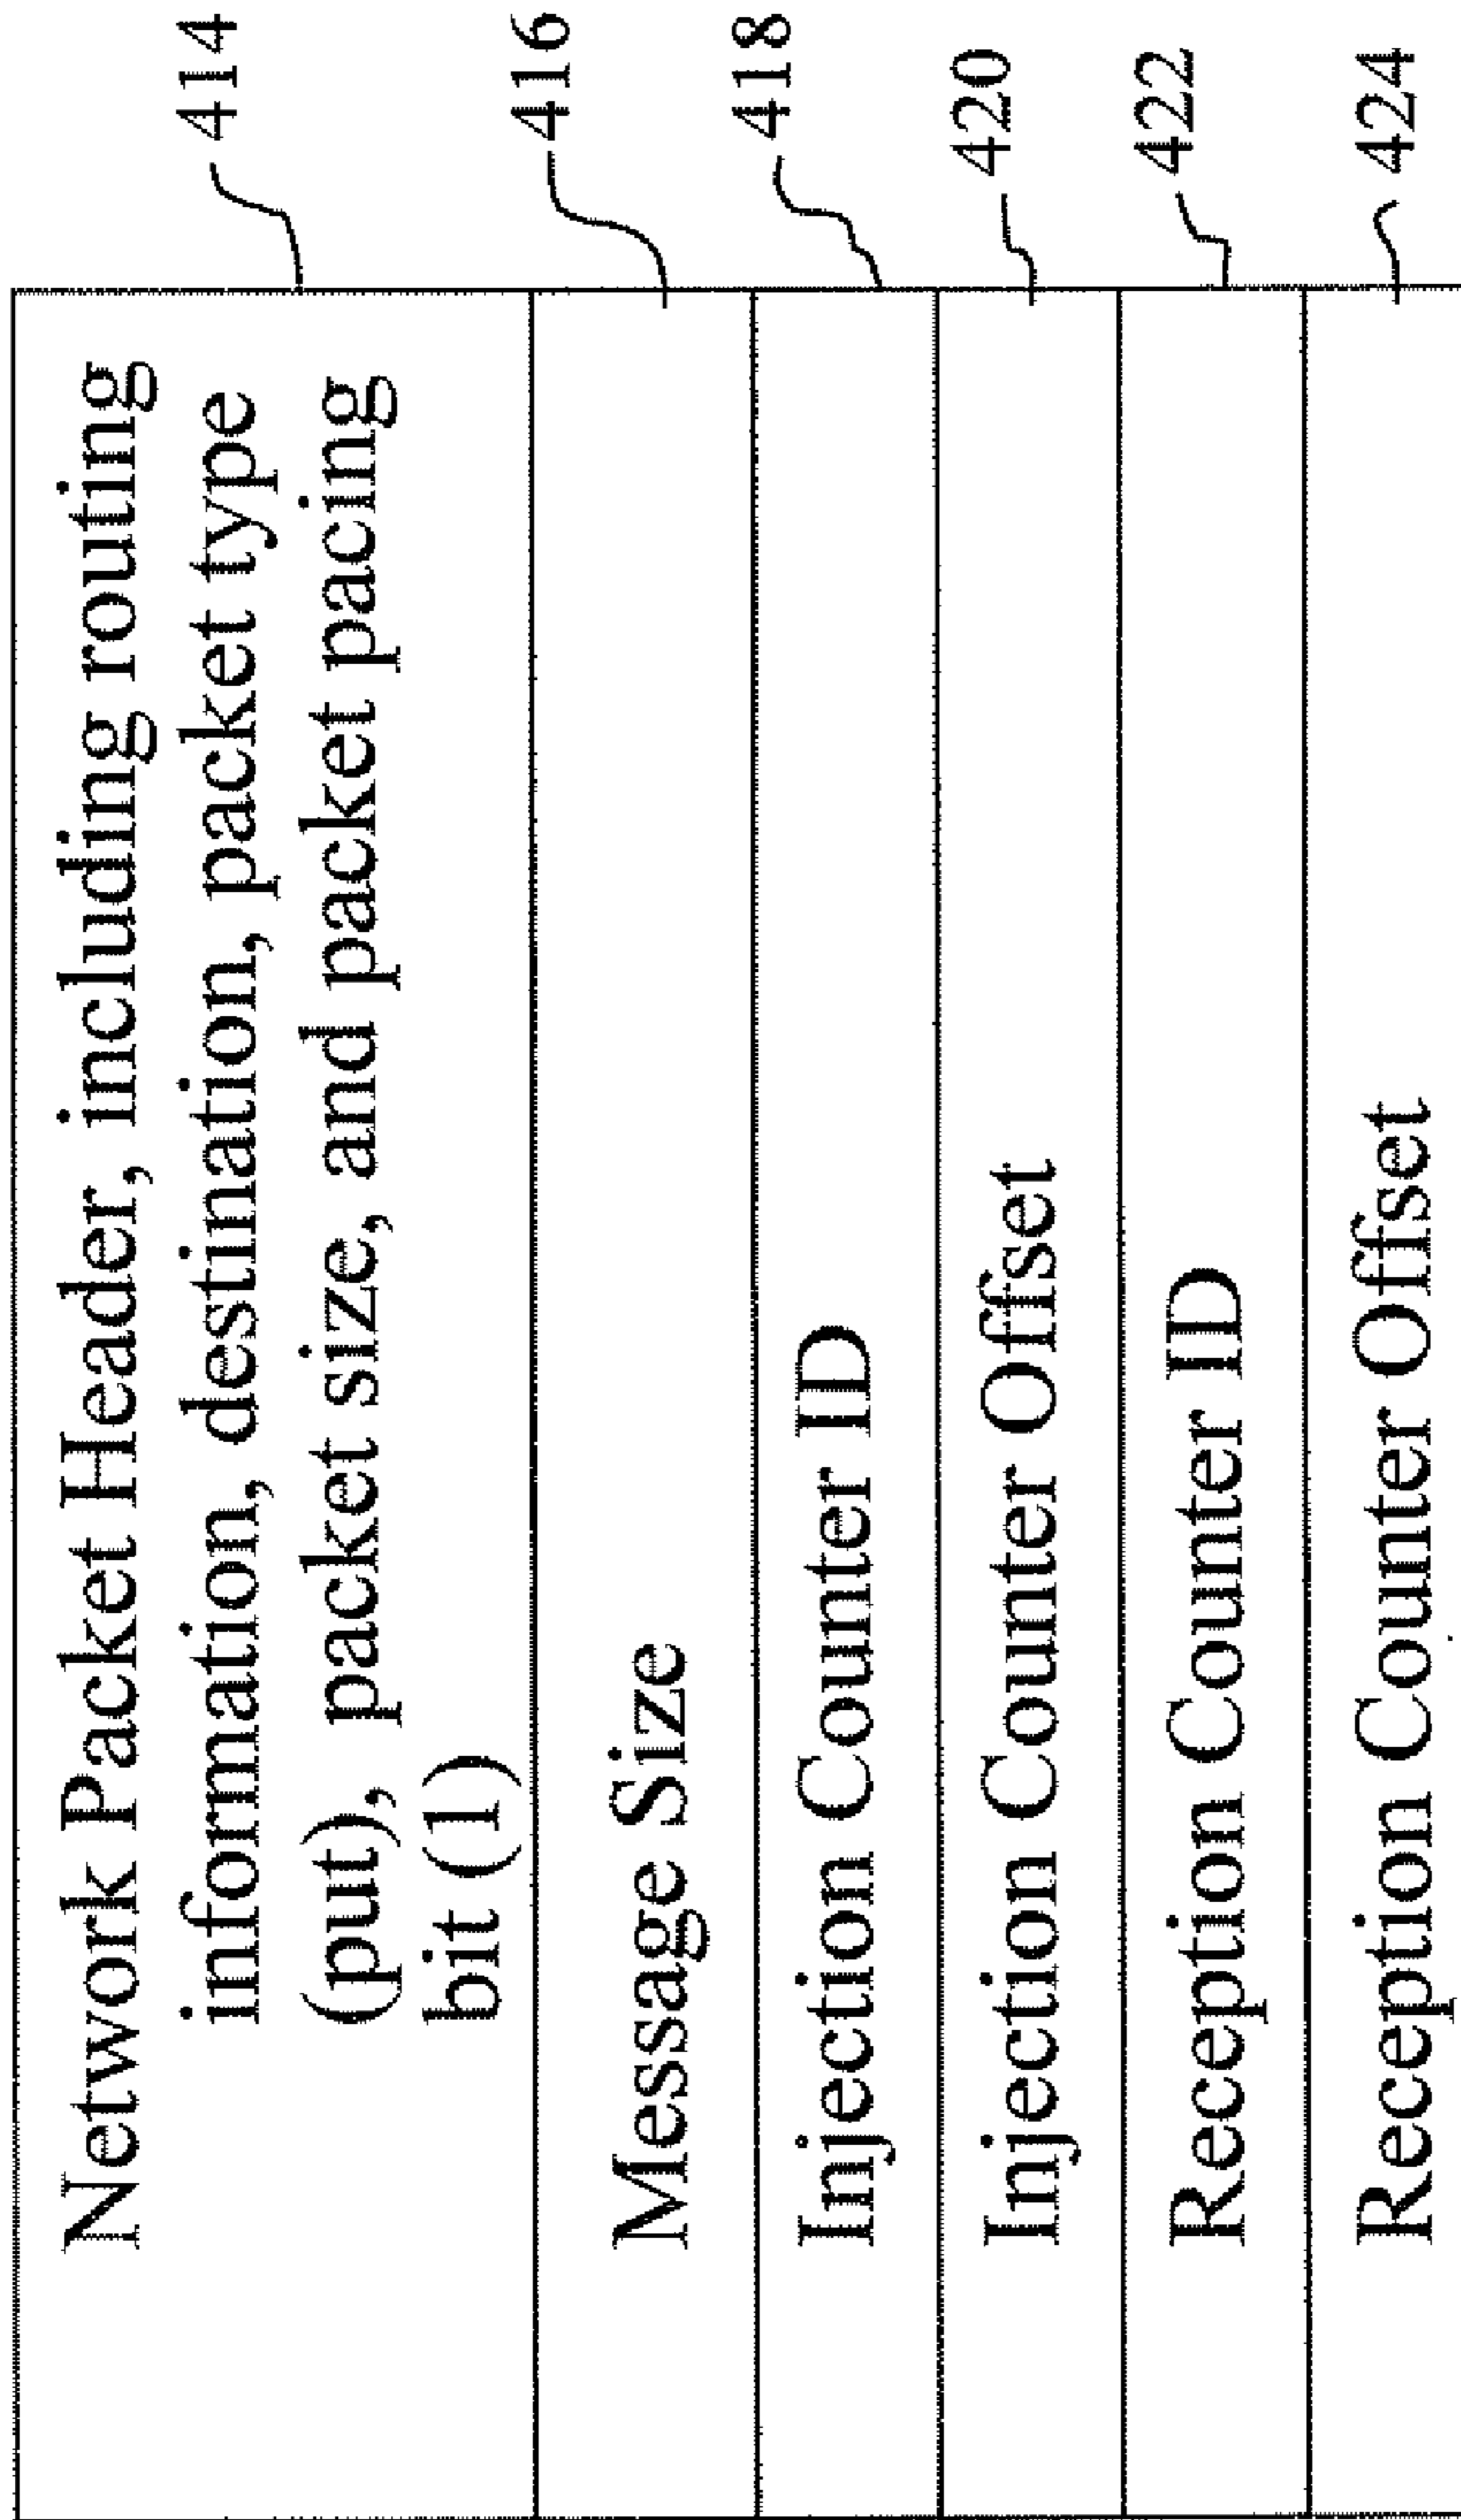 Network Packet Header, including routing
information, destination, packet type
(put), packet size, and packet pacing
bit (1)
414
Message Size
416
Injection Counter ID
418
Injection Counter Offset
420
Reception Counter ID
422
Reception Counter Offset
424